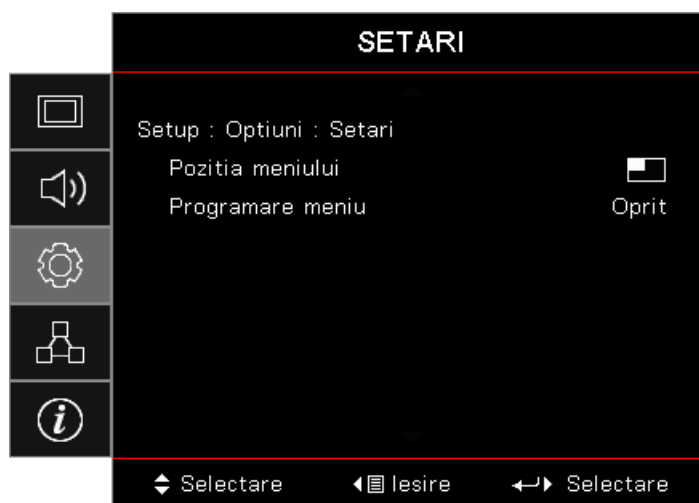 SETARI
Setup : Optiuni : Setari
Pozitia meniului
Programare meniu Oprit
Selectare Iesire Selectare